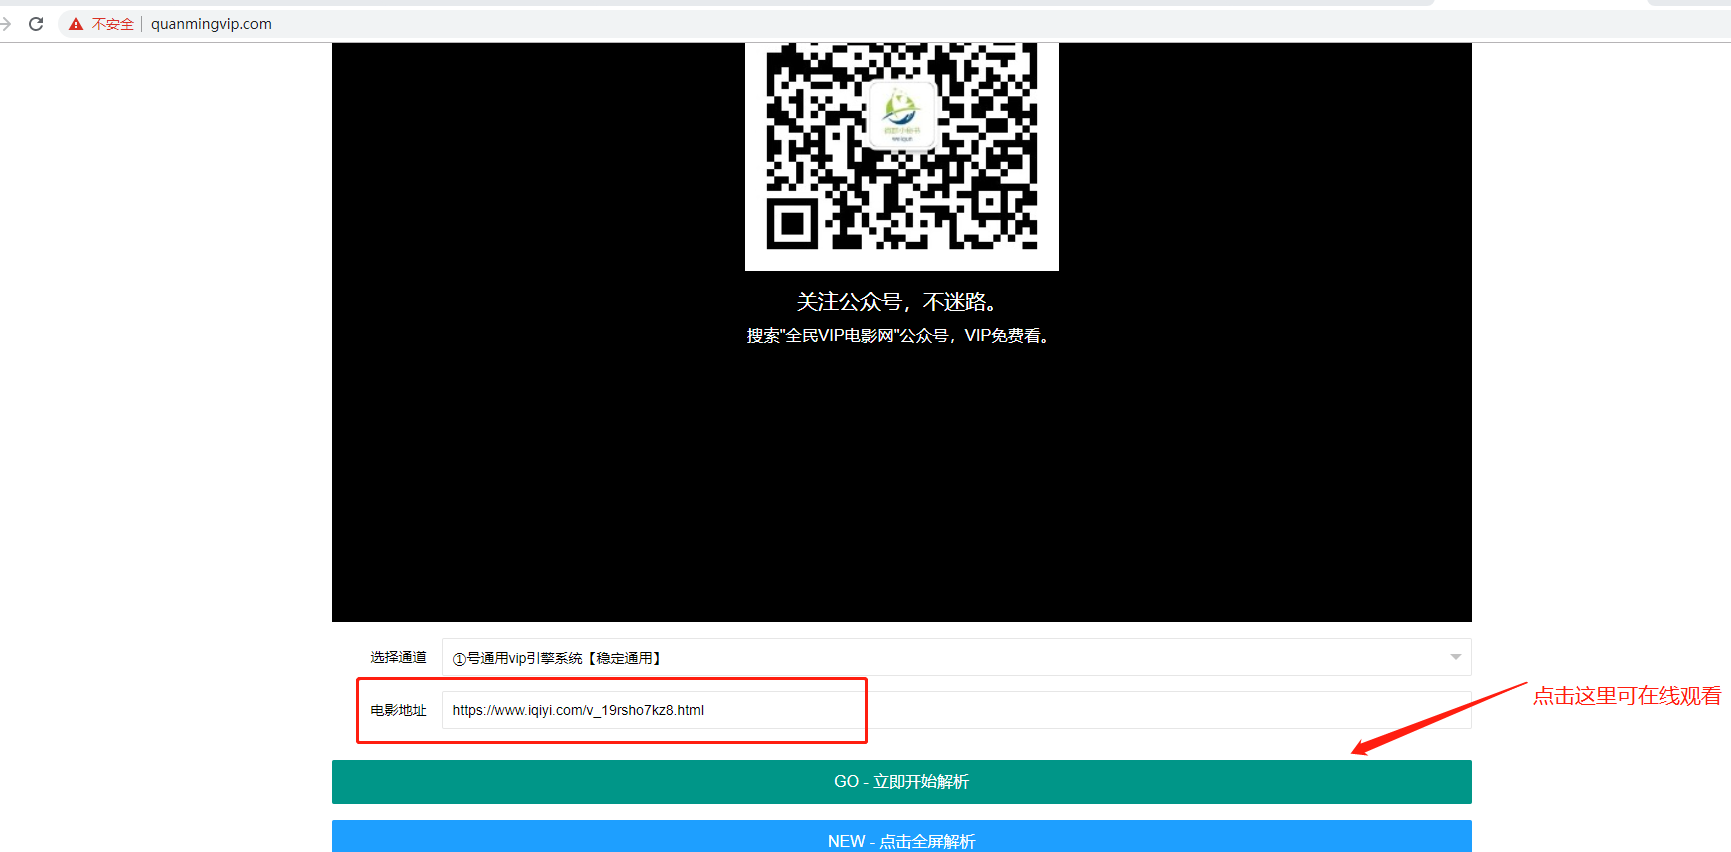 不安全 quanmingvip.com
关注公众号，不迷路。
搜索"全民VIP电影网"公众号，VIP免费看。
选择通道 ①号通用vip引擎系统【稳定通用】
电影地址 https://www.iqiyi.com/v_19rsho7kz8.html
点击这里可在线观看
GO - 立即开始解析
NEW - 点击全屏解析